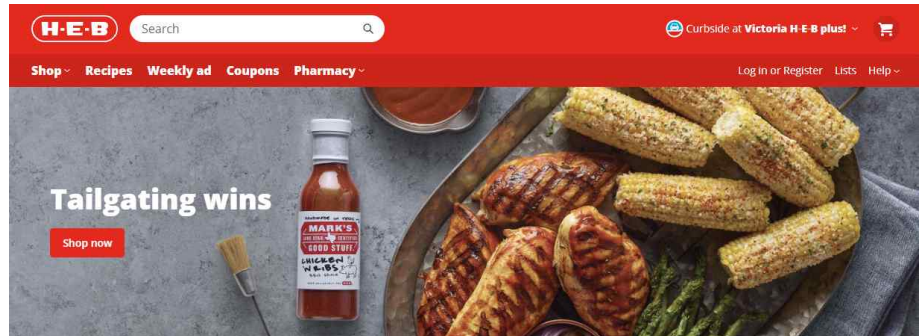 H-E-B
Search
Curbside at Victoria H-E-B plus!
Shop
Recipes
Weekly ad
Coupons
Pharmacy
Log in or Register
Lists
Help
Tailgating wins
Shop now
MARK'S
GOOD STUFF
CHICKEN
'N RIBS